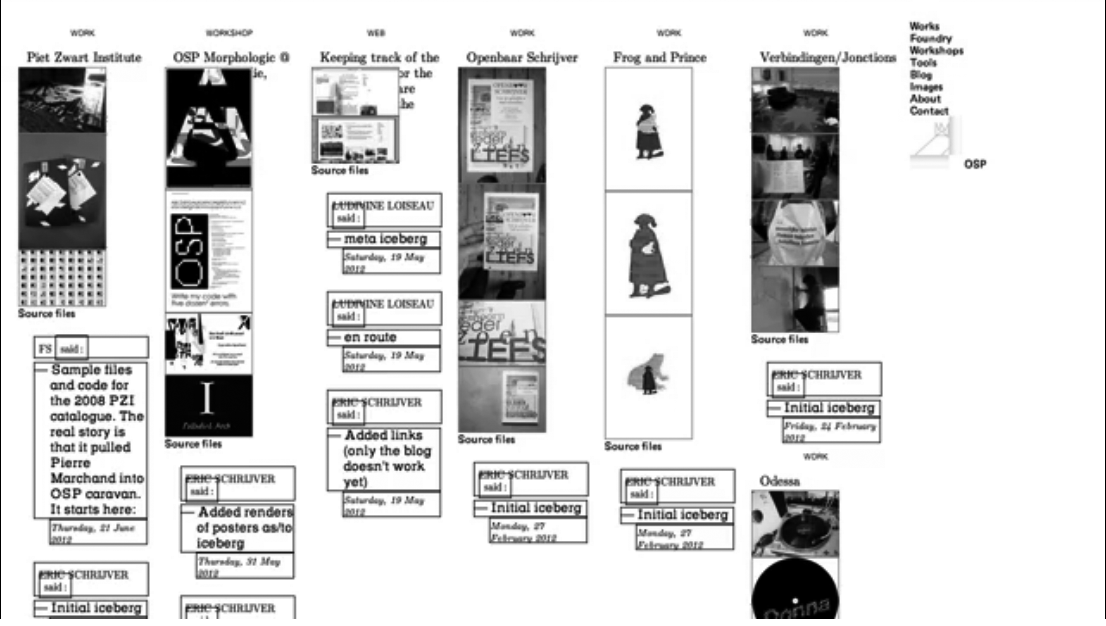 WORK
Piet Zwart Institute
Source files
FS said:
— Sample files
and code for
the 2008 PZI
catalogue. The
real story is
that it pulled
Pierre
Marchand into
OSP caravan.
It starts here:
Thursday, 21 June
2012
ERIC SCHRIJVER
said:
— Initial iceberg
WORKSHOP
OSP Morphologic @
OSP
Write my code with
five dozen errors
I
Source files
ERIC SCHRIJVER
said:
— Added renders
of posters as/to
iceberg
Thursday, 31 May
2012
ERIC SCHRIJVER
WEB
Keeping track of the
or the
Source files
LUDIVINE LOISEAU
said:
— meta iceberg
Saturday, 19 May
2012
LUDIVINE LOISEAU
said:
— en route
Saturday, 19 May
2012
ERIC SCHRIJVER
said:
— Added links
(only the blog
doesn't work
yet)
Saturday, 19 May
2012
WORK
Openbaar Schrijver
LIEFS
LIEFS
Source files
ERIC SCHRIJVER
said:
— Initial iceberg
Monday, 27
February 2012
WORK
Frog and Prince
Source files
ERIC SCHRIJVER
said:
— Initial iceberg
Monday, 27
February 2012
WORK
Verbindingen/Jonctions
Source files
ERIC SCHRIJVER
said:
— Initial iceberg
Friday, 24 February
2012
WORK
Odessa
Donna
Works
Foundry
Workshops
Tools
Blog
Images
About
Contact
OSP